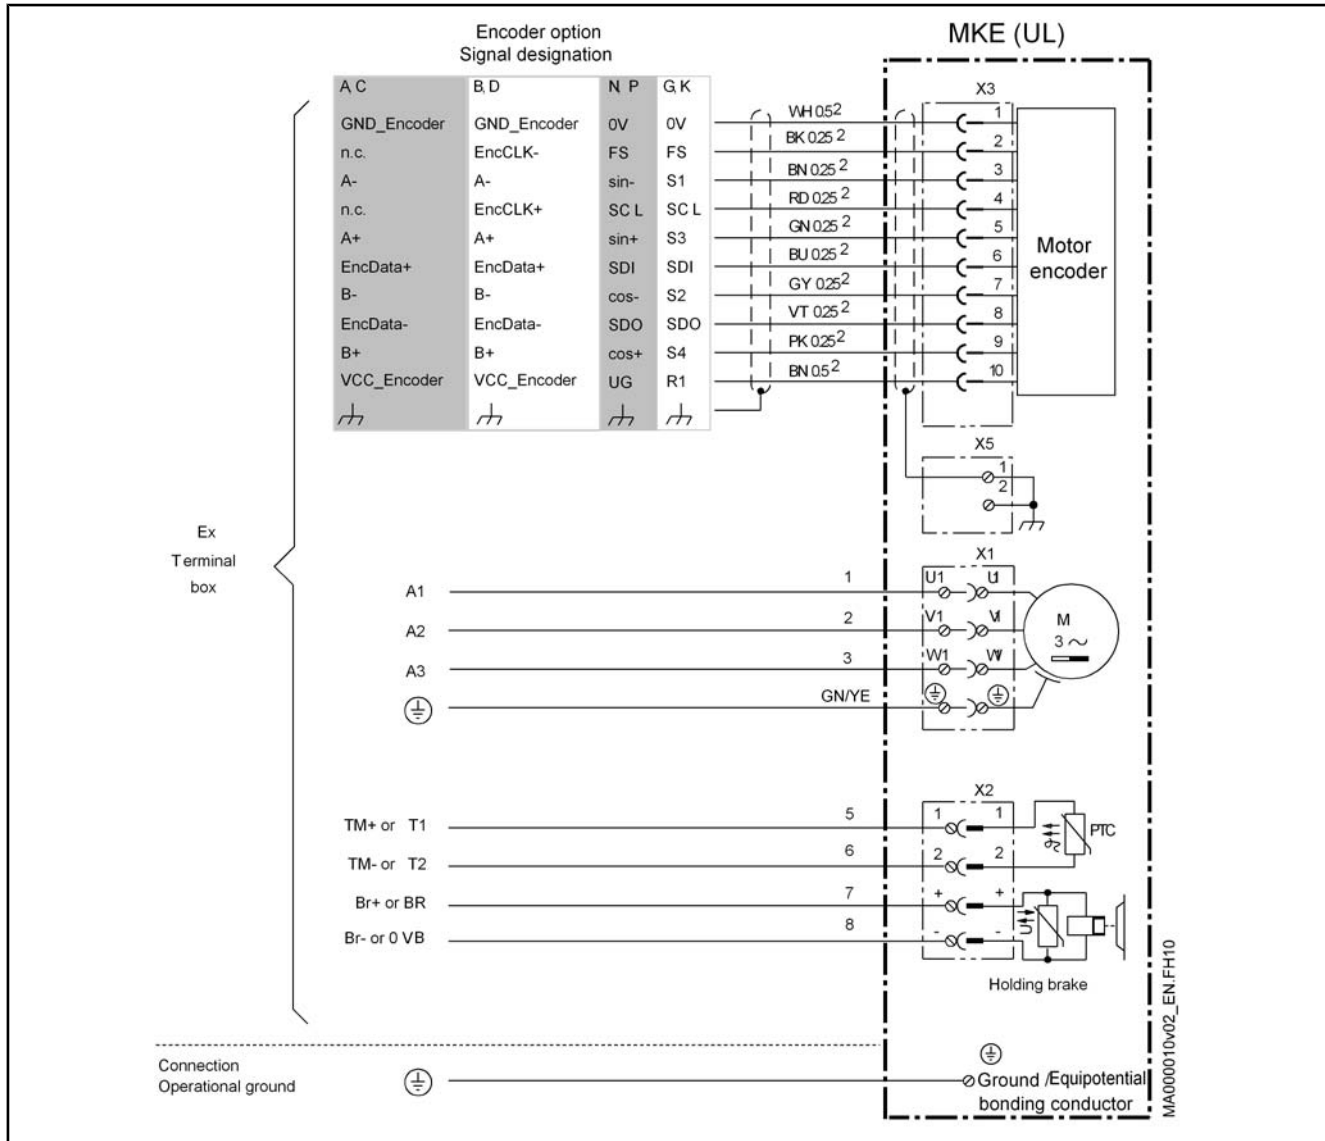 Encoder option
Signal designation
MKE (UL)
A, C B, D N, P G, K
X3
GND_Encoder GND_Encoder 0V 0V WH 0.5² 1
n.c. EncCLK- FS FS BK 0.25² 2
A- A- sin- S1 BN 0.25² 3
n.c. EncCLK+ SCL SCL RD 0.25² 4
A+ A+ sin+ S3 GN 0.25² 5
EncData+ EncData+ SDI SDI BU 0.25² 6
B- B- cos- S2 GY 0.25² 7
EncData- EncData- SDO SDO VT 0.25² 8
B+ B+ cos+ S4 PK 0.25² 9
VCC_Encoder VCC_Encoder UG R1 BN 0.5² 10
Motor
encoder
X5
1
2
Ex
Terminal
box
X1
A1 1 U1 U1
A2 2 V1 V1
A3 3 W1 W1
GN/YE
M
3 ~
X2
TM+ or T1 5 1 1
TM- or T2 6 2 2
PTC
ϑ
Br+ or BR 7 + +
Br- or 0 VB 8 - -
U
Holding brake
Connection
Operational ground
Ground /Equipotential
bonding conductor
MA000010v02_EN.FH10